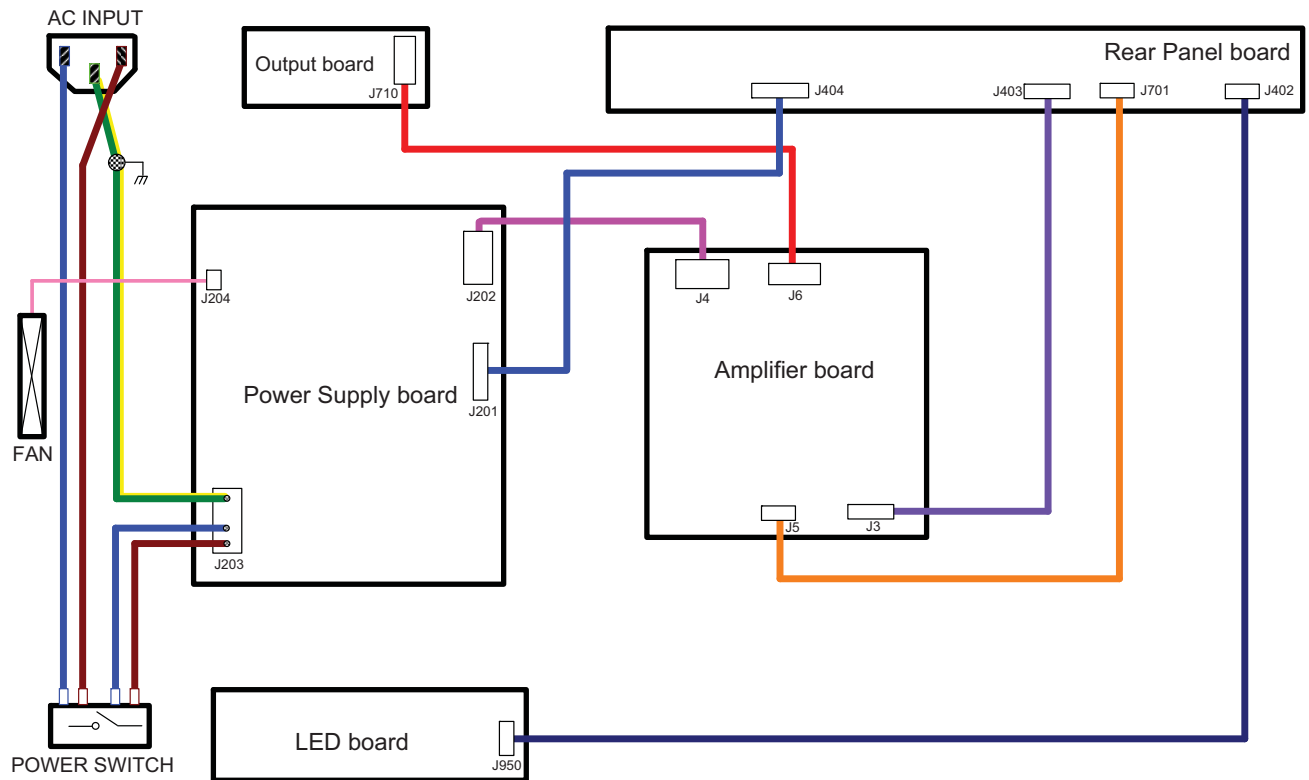 AC INPUT
Output board
J710
Rear Panel board
J404
J403
J701
J402
J204
J202
J4
J6
Power Supply board
J201
Amplifier board
FAN
J5
J3
J203
LED board
J950
POWER SWITCH